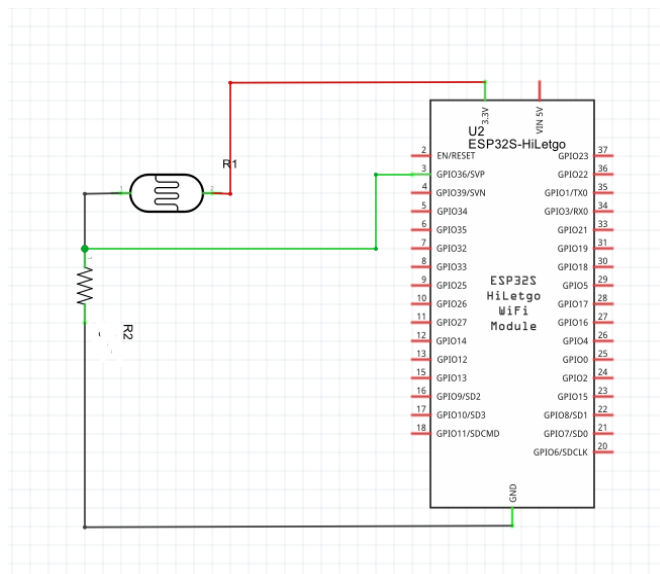 3.3V
VIN 5V
U2
ESP32S-HiLetgo
R1
2 EN/RESET
GPIO23 37
3 GPIO36/SVP
GPIO22 36
4 GPIO39/SVN
GPIO1/TX0 35
5 GPIO34
GPIO3/RX0 34
6 GPIO35
GPIO21 33
7 GPIO32
GPIO19 31
8 GPIO33
GPIO18 30
9 GPIO25
GPIO5 29
10 GPIO26
GPIO17 28
11 GPIO27
GPIO16 27
12 GPIO14
GPIO4 26
13 GPIO12
GPIO0 25
15 GPIO13
GPIO2 24
16 GPIO9/SD2
GPIO15 23
17 GPIO10/SD3
GPIO8/SD1 22
18 GPIO11/SDCMD
GPIO7/SD0 21
GPIO6/SDCLK 20
ESP32S
HiLetgo
WiFi
Module
1
2
R2
GND